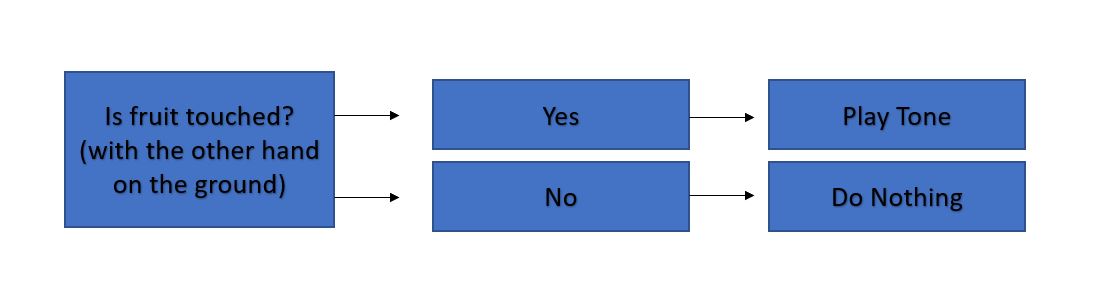 Is fruit touched?
(with the other hand
on the ground)
Yes
Play Tone
No
Do Nothing